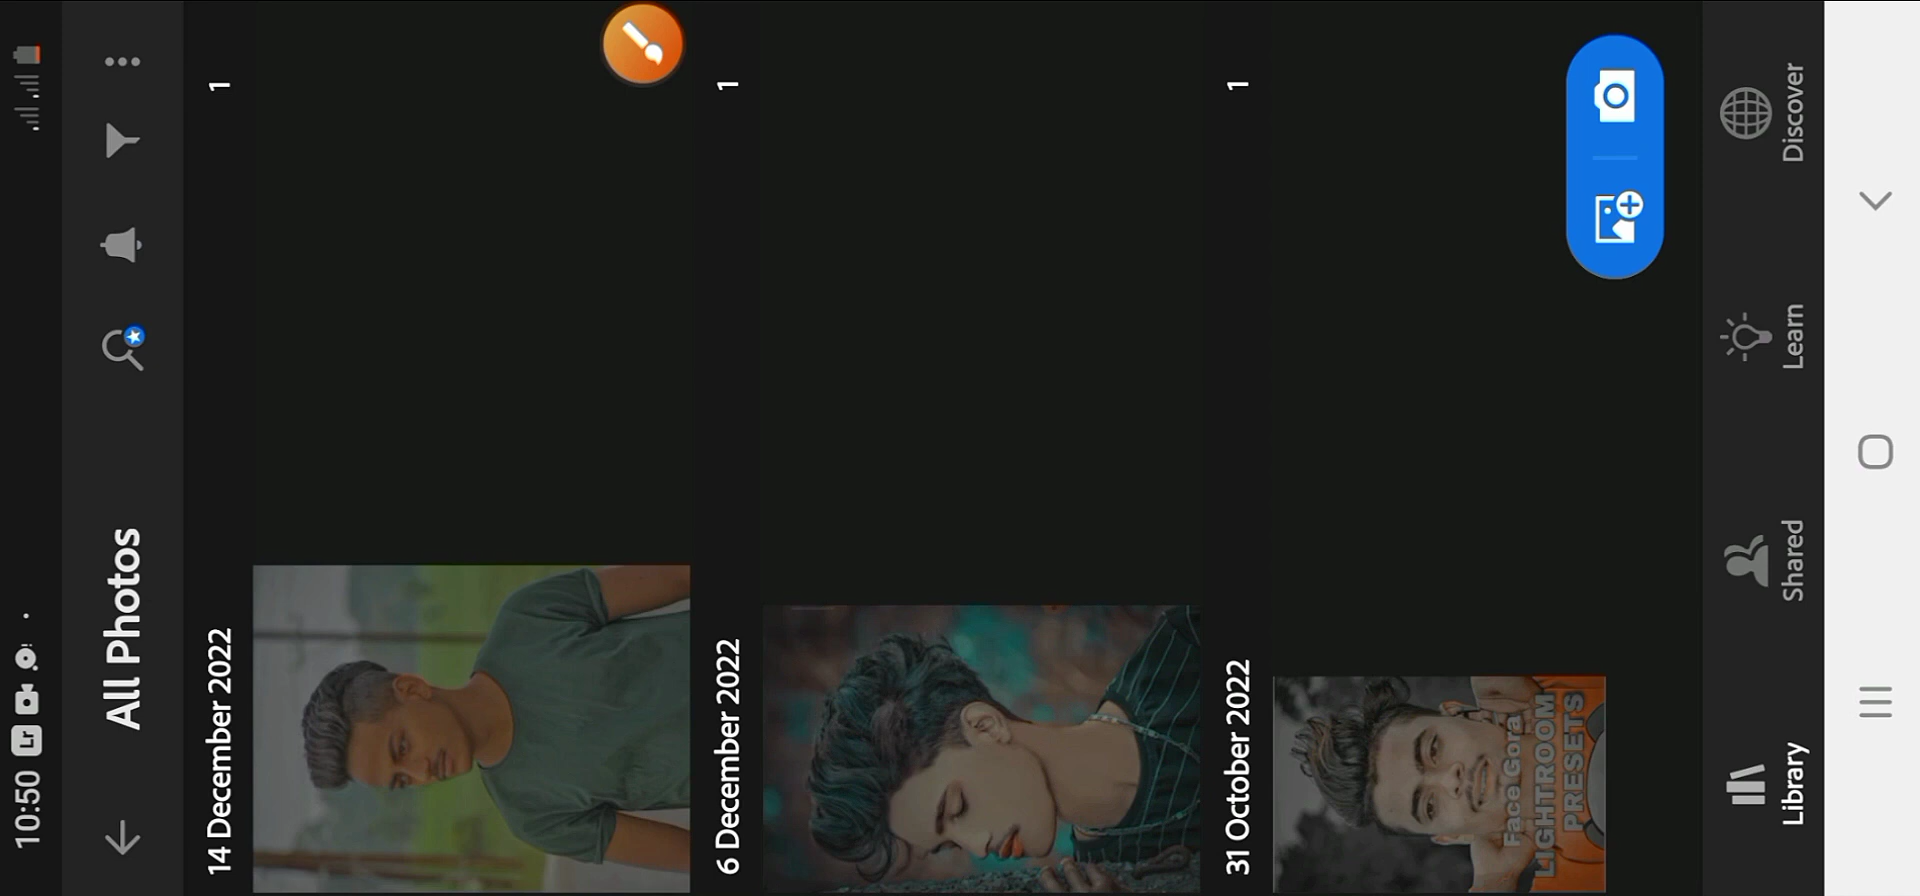 10:50 Lr
All Photos
14 December 2022 1
6 December 2022 1
31 October 2022 1
Face Gora
LIGHTROOM
PRESETS
Library Shared Learn Discover